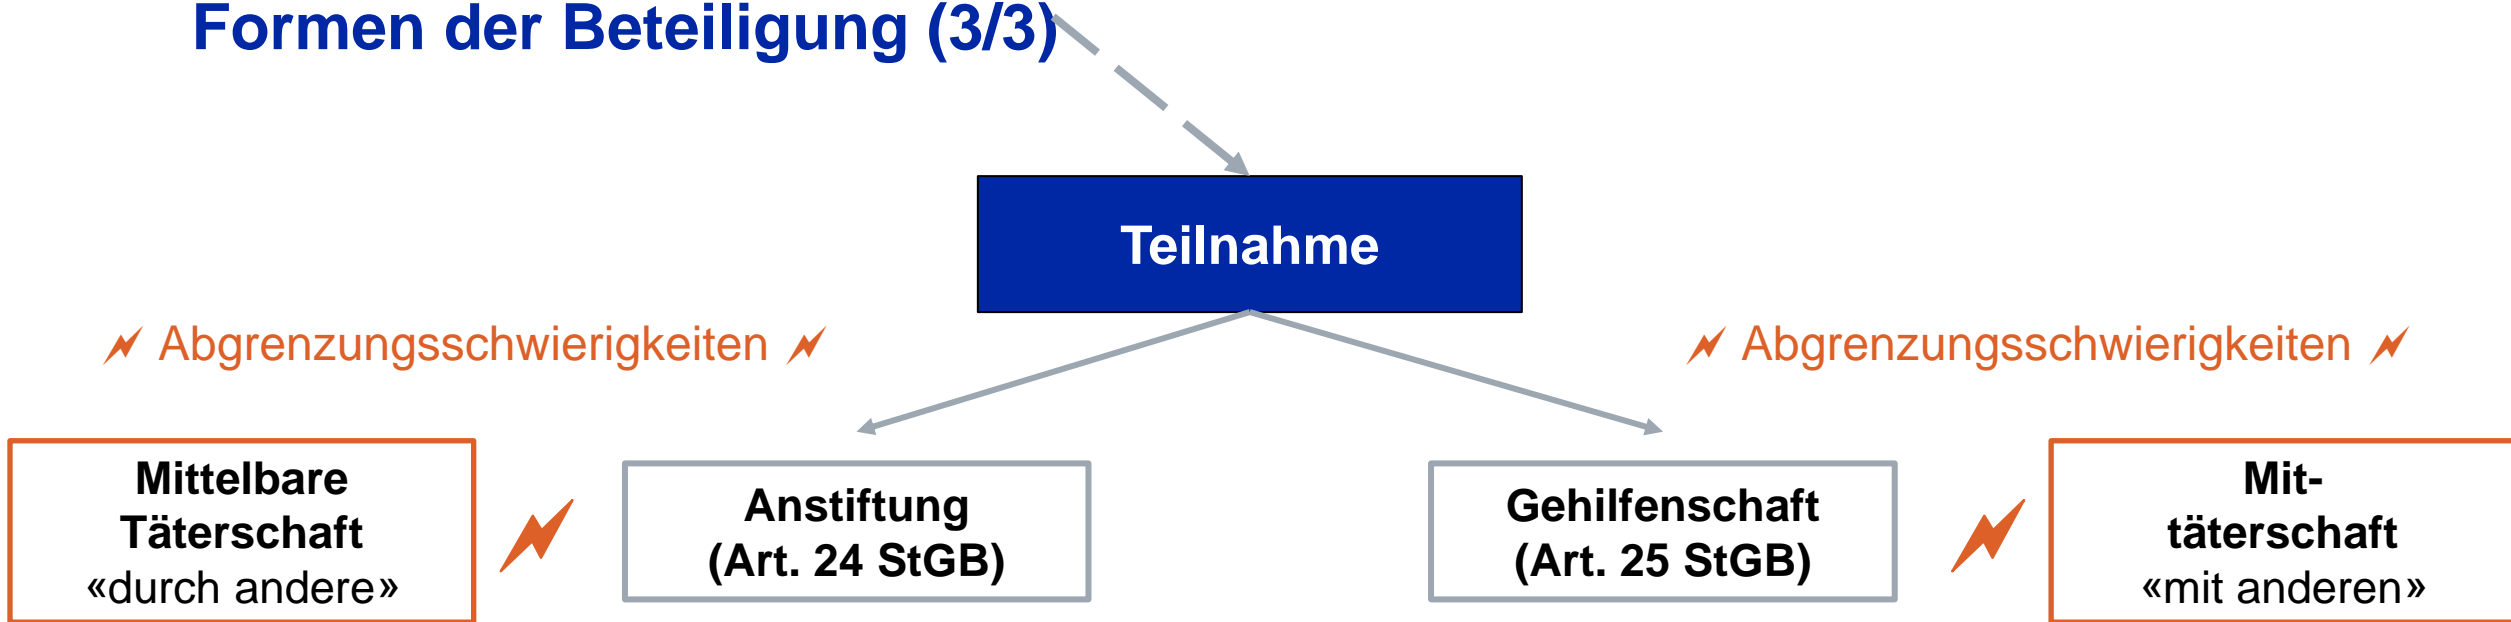 Formen der Beteiligung (3/3)
Teilnahme
Abgrenzungsschwierigkeiten
Abgrenzungsschwierigkeiten
Mittelbare
Täterschaft
«durch andere»
Anstiftung
(Art. 24 StGB)
Gehilfenschaft
(Art. 25 StGB)
Mit-
täterschaft
«mit anderen»